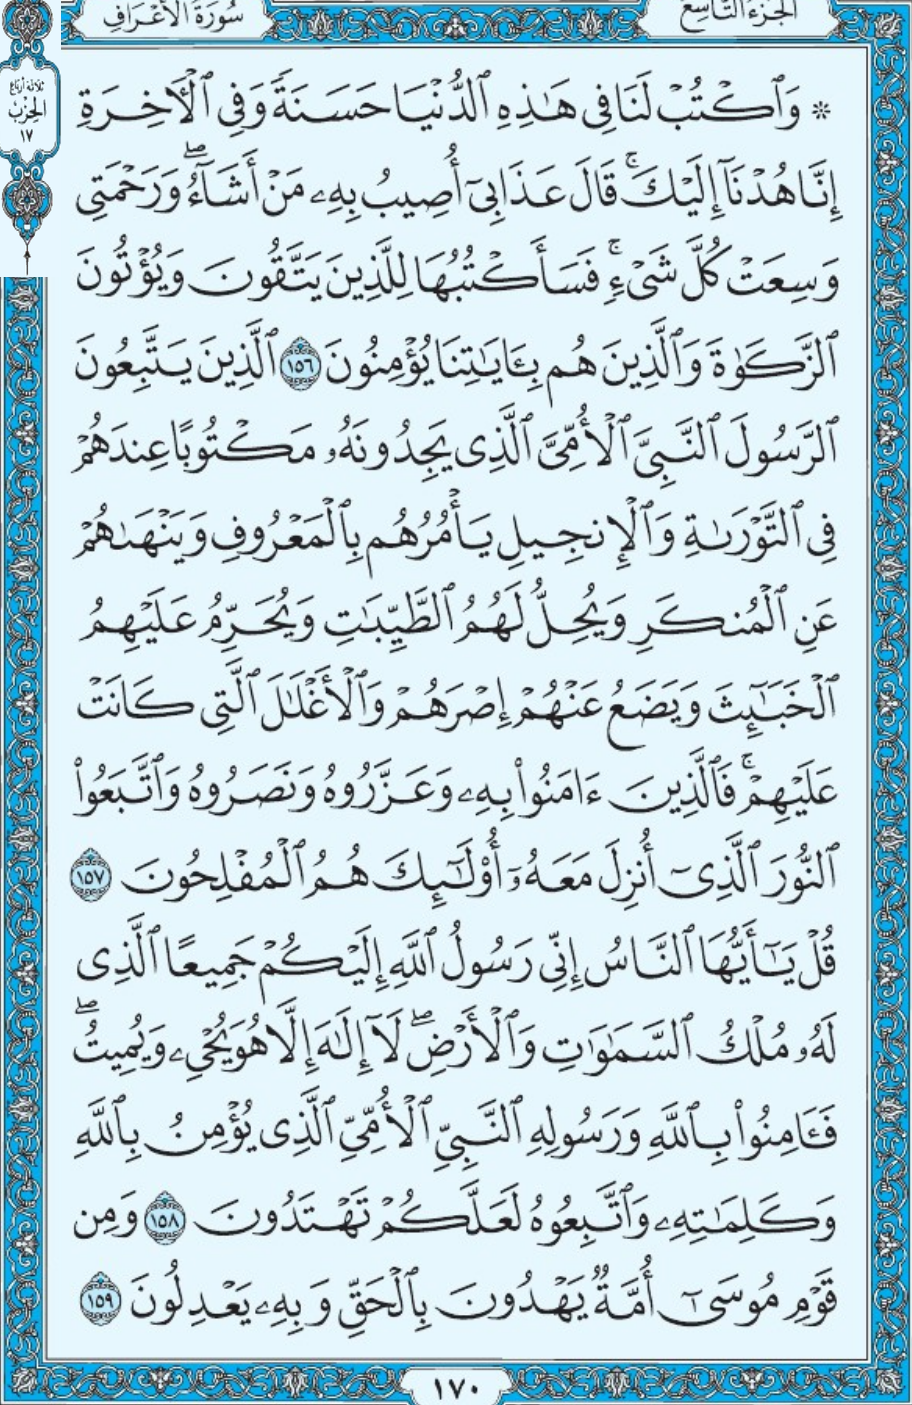 الجزء التاسع
سورة الأعراف
ثلاثة أرباع
الحزب
١٧
* وَٱكۡتُبۡ لَنَا فِي هَٰذِهِ ٱلدُّنۡيَا حَسَنَةٗ وَفِي ٱلۡأٓخِرَةِ
إِنَّا هُدۡنَآ إِلَيۡكَۚ قَالَ عَذَابِيٓ أُصِيبُ بِهِۦ مَنۡ أَشَآءُۖ وَرَحۡمَتِي
وَسِعَتۡ كُلَّ شَيۡءٖۚ فَسَأَكۡتُبُهَا لِلَّذِينَ يَتَّقُونَ وَيُؤۡتُونَ
ٱلزَّكَوٰةَ وَٱلَّذِينَ هُم بِـَٔايَٰتِنَا يُؤۡمِنُونَ ١٥٦ ٱلَّذِينَ يَتَّبِعُونَ
ٱلرَّسُولَ ٱلنَّبِيَّ ٱلۡأُمِّيَّ ٱلَّذِي يَجِدُونَهُۥ مَكۡتُوبًا عِندَهُمۡ
فِي ٱلتَّوۡرَىٰةِ وَٱلۡإِنجِيلِ يَأۡمُرُهُم بِٱلۡمَعۡرُوفِ وَيَنۡهَىٰهُمۡ
عَنِ ٱلۡمُنكَرِ وَيُحِلُّ لَهُمُ ٱلطَّيِّبَٰتِ وَيُحَرِّمُ عَلَيۡهِمُ
ٱلۡخَبَٰٓئِثَ وَيَضَعُ عَنۡهُمۡ إِصۡرَهُمۡ وَٱلۡأَغۡلَٰلَ ٱلَّتِي كَانَتۡ
عَلَيۡهِمۡۚ فَٱلَّذِينَ ءَامَنُواْ بِهِۦ وَعَزَّرُوهُ وَنَصَرُوهُ وَٱتَّبَعُواْ
ٱلنُّورَ ٱلَّذِيٓ أُنزِلَ مَعَهُۥٓ أُوْلَٰٓئِكَ هُمُ ٱلۡمُفۡلِحُونَ ١٥٧
قُلۡ يَٰٓأَيُّهَا ٱلنَّاسُ إِنِّي رَسُولُ ٱللَّهِ إِلَيۡكُمۡ جَمِيعًا ٱلَّذِي
لَهُۥ مُلۡكُ ٱلسَّمَٰوَٰتِ وَٱلۡأَرۡضِۖ لَآ إِلَٰهَ إِلَّا هُوَ يُحۡيِۦ وَيُمِيتُۖ
فَـَٔامِنُواْ بِٱللَّهِ وَرَسُولِهِ ٱلنَّبِيِّ ٱلۡأُمِّيِّ ٱلَّذِي يُؤۡمِنُ بِٱللَّهِ
وَكَلِمَٰتِهِۦ وَٱتَّبِعُوهُ لَعَلَّكُمۡ تَهۡتَدُونَ ١٥٨ وَمِن
قَوۡمِ مُوسَىٰٓ أُمَّةٞ يَهۡدُونَ بِٱلۡحَقِّ وَبِهِۦ يَعۡدِلُونَ ١٥٩
١٧٠